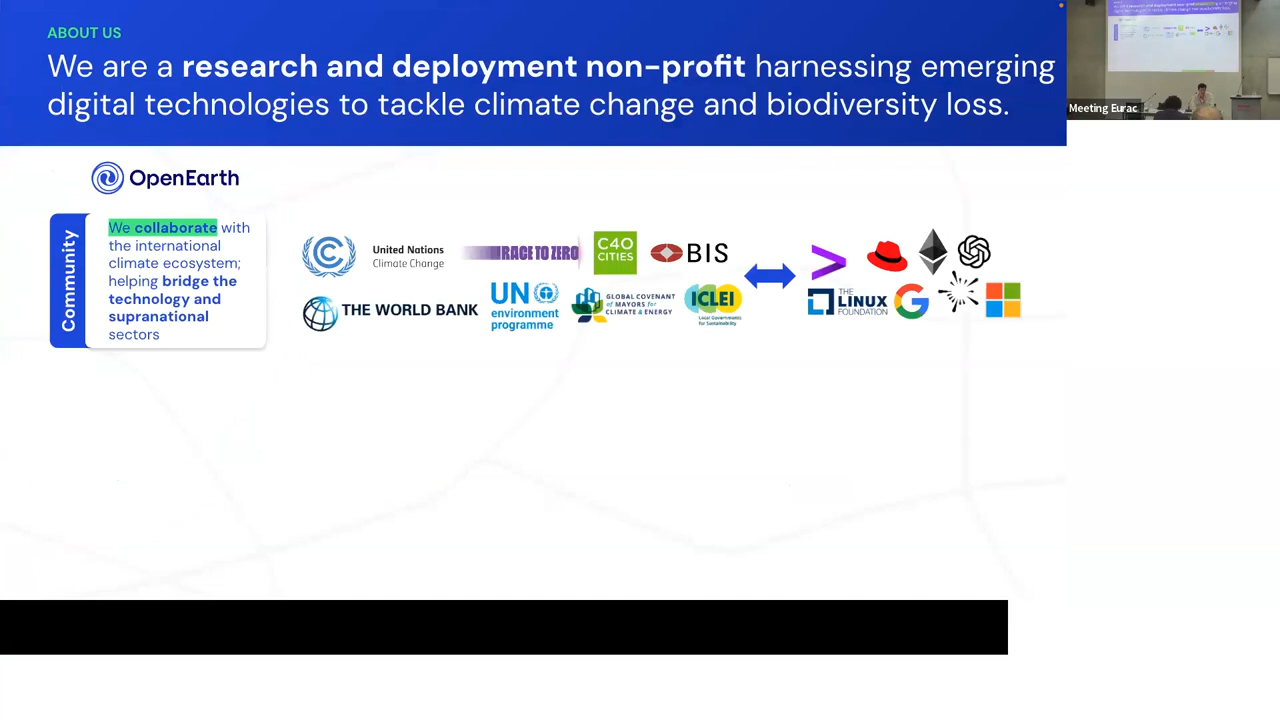 ABOUT US
We are a research and deployment non-profit harnessing emerging
digital technologies to tackle climate change and biodiversity loss.
Meeting Eurac
OpenEarth
Community
We collaborate with
the international
climate ecosystem;
helping bridge the
technology and
supranational
sectors
United Nations
Climate Change
RACE TO ZERO
C40
CITIES
BIS
THE WORLD BANK
UN
environment
programme
GLOBAL COVENANT
of MAYORS for
CLIMATE & ENERGY
ICLEI
Local Governments
for Sustainability
THE
LINUX
FOUNDATION